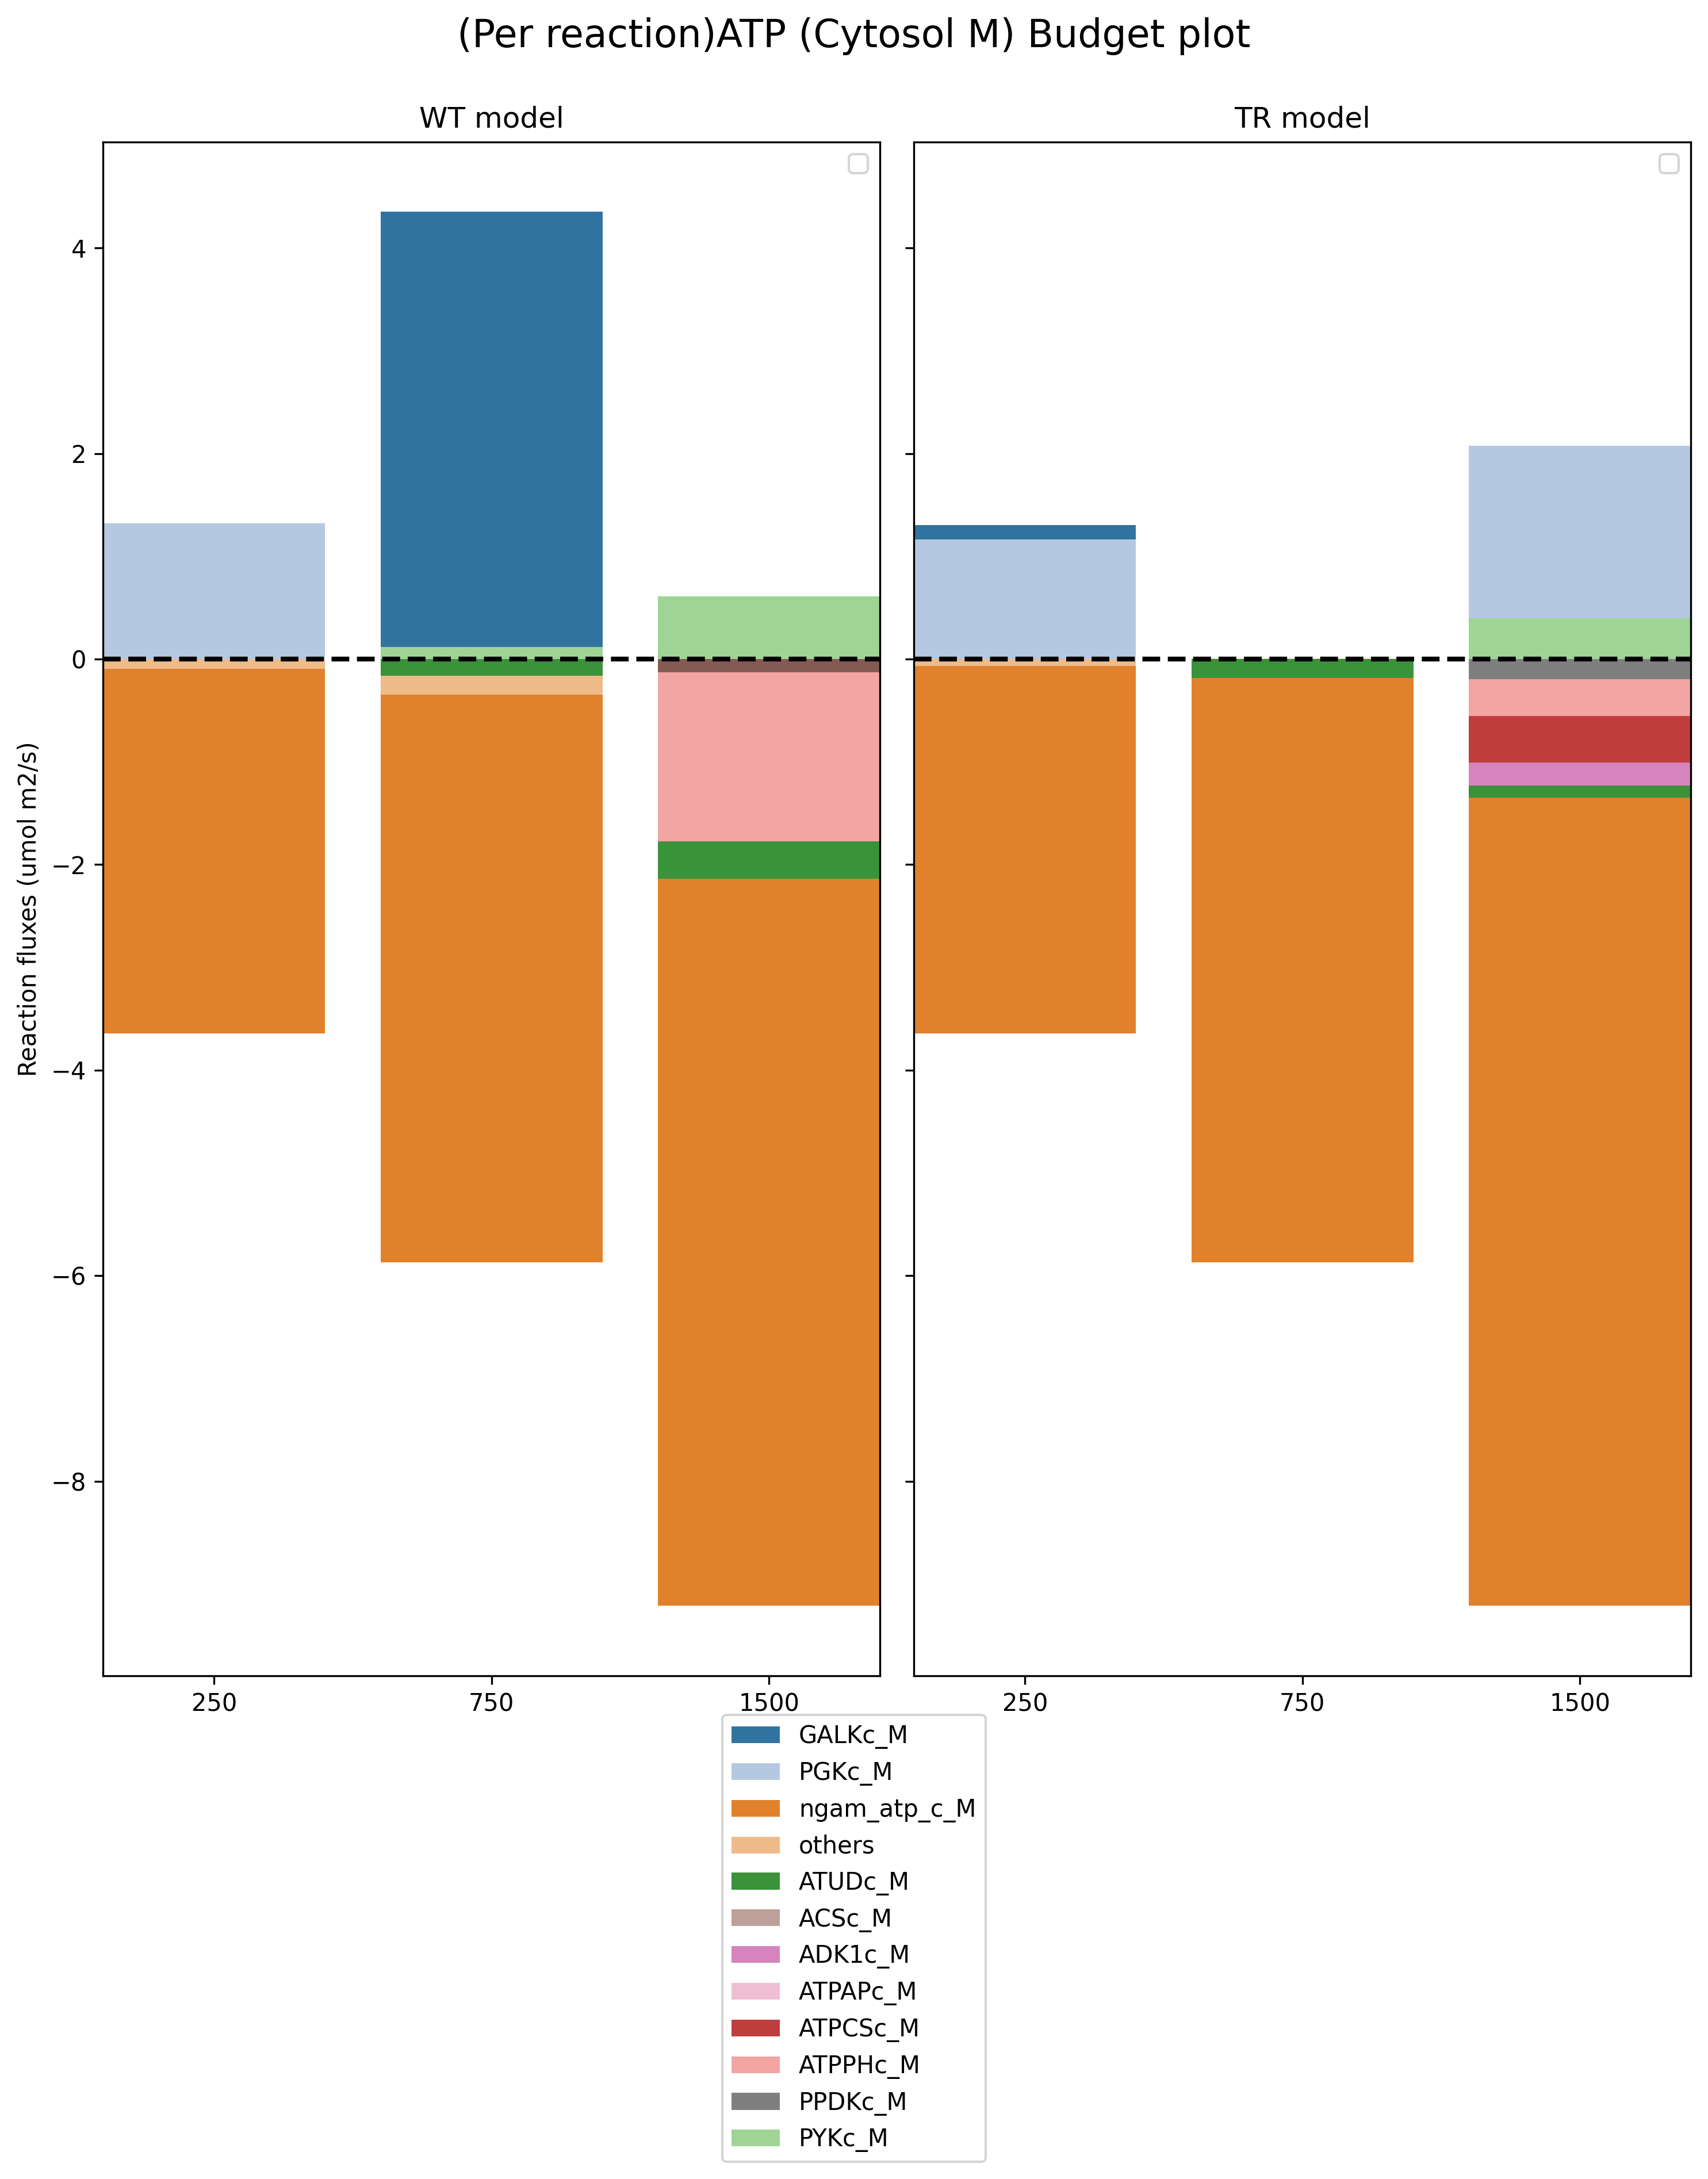 (Per reaction)ATP (Cytosol M) Budget plot
WT model
TR model
Reaction fluxes (umol m2/s)
4
2
0
−2
−4
−6
−8
250 750 1500
250 750 1500
GALKc_M
PGKc_M
ngam_atp_c_M
others
ATUDc_M
ACSc_M
ADK1c_M
ATPAPc_M
ATPCSc_M
ATPPHc_M
PPDKc_M
PYKc_M